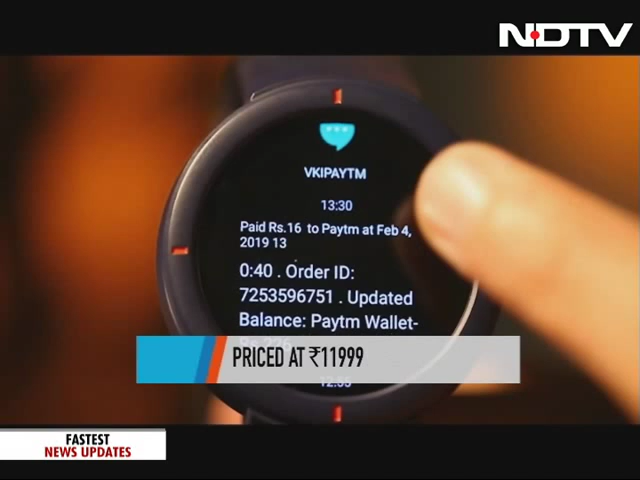 NDTV
VKIPAYTM
13:30
Paid Rs.16 to Paytm at Feb 4,
2019 13
0:40 . Order ID:
7253596751 . Updated
Balance: Paytm Wallet-
PRICED AT ₹11999
FASTEST
NEWS UPDATES